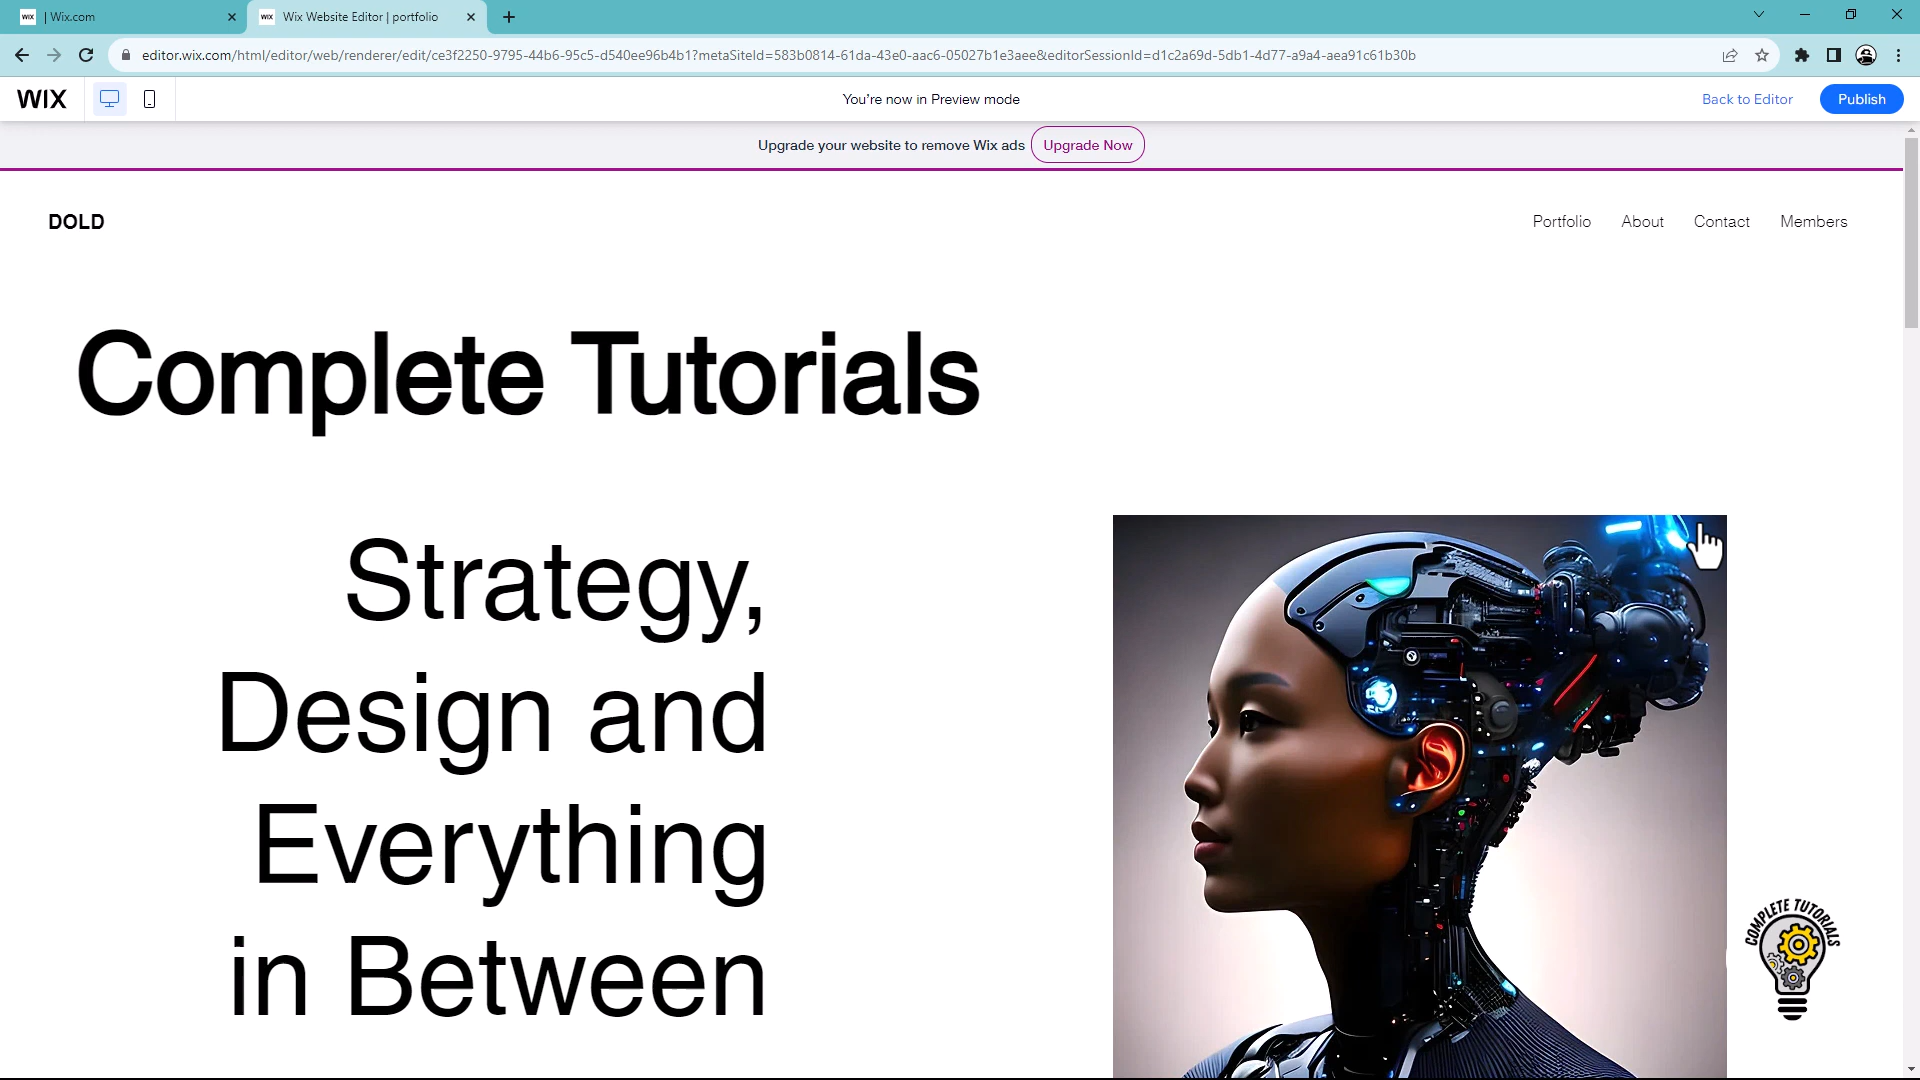 WIX | Wix.com
WIX Wix Website Editor | portfolio
editor.wix.com/html/editor/web/renderer/edit/ce3f2250-9795-44b6-95c5-d540ee96b4b1?metaSiteId=583b0814-61da-43e0-aac6-05027b1e3aee&editorSessionId=d1c2a69d-5db1-4d77-a9a4-aea91c61b30b
WIX
You're now in Preview mode
Back to Editor
Publish
Upgrade your website to remove Wix ads
Upgrade Now
DOLD
Portfolio About Contact Members
Complete Tutorials
Strategy,
Design and
Everything
in Between
COMPLETE TUTORIALS